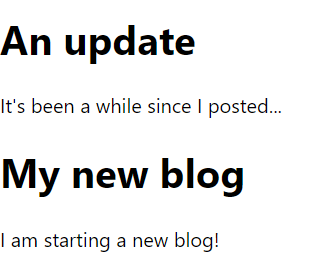 An update
It's been a while since I posted...
My new blog
I am starting a new blog!